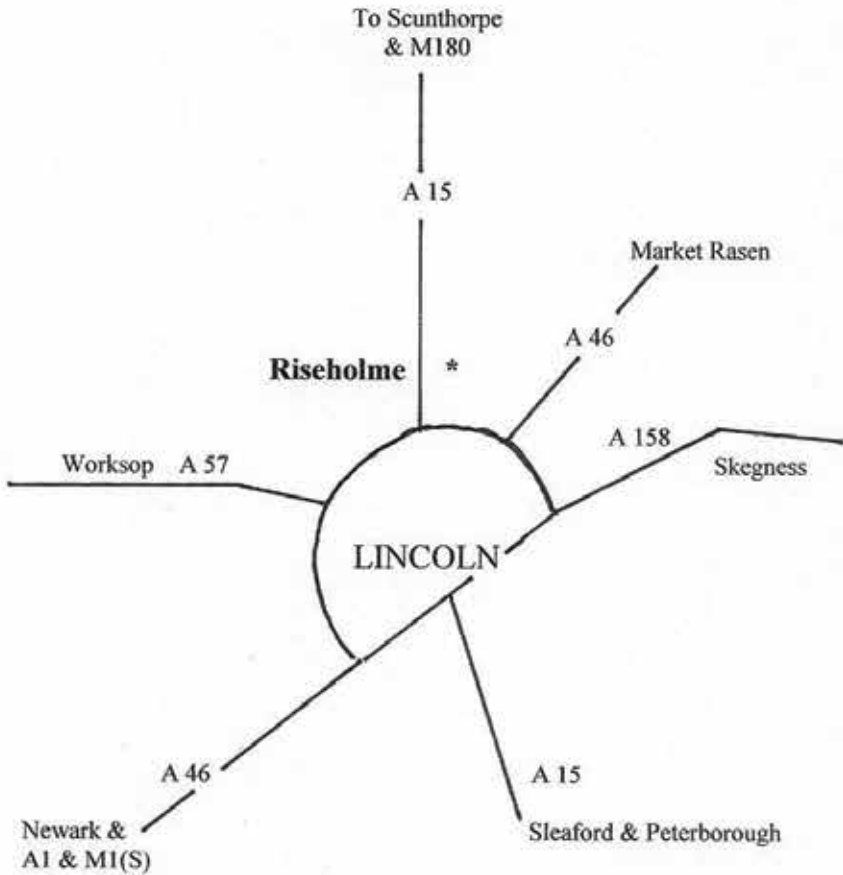 To Scunthorpe
& M180
A 15
Market Rasen
A 46
Riseholme *
A 158
Worksop A 57
Skegness
LINCOLN
A 46
A 15
Newark &
A1 & M1(S)
Sleaford & Peterborough